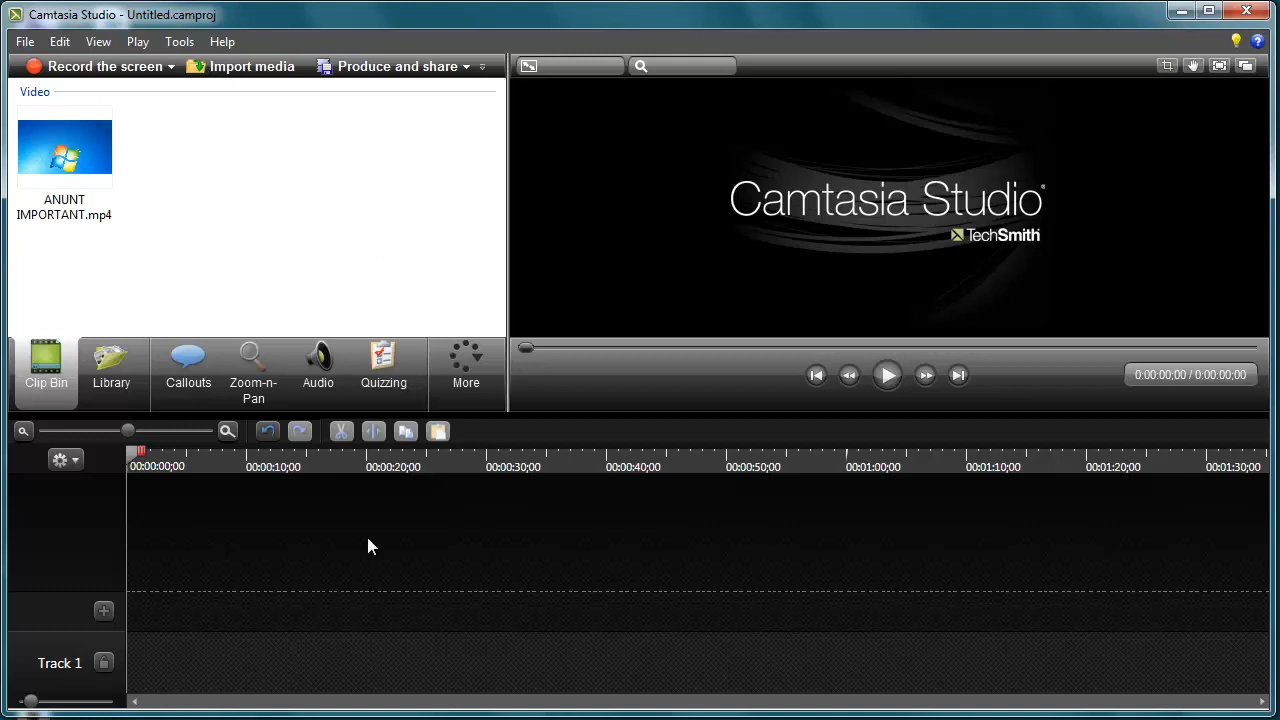 Camtasia Studio - Untitled.camproj
File Edit View Play Tools Help
Record the screen Import media Produce and share
Video
ANUNT
IMPORTANT.mp4
Camtasia Studio®
TechSmith
Clip Bin Library Callouts Zoom-n-
Pan Audio Quizzing More
0:00:00;00 / 0:00:00;00
00:00:00;00 00:00:10;00 00:00:20;00 00:00:30;00 00:00:40;00 00:00:50;00 00:01:00;00 00:01:10;00 00:01:20;00 00:01:30;00
Track 1